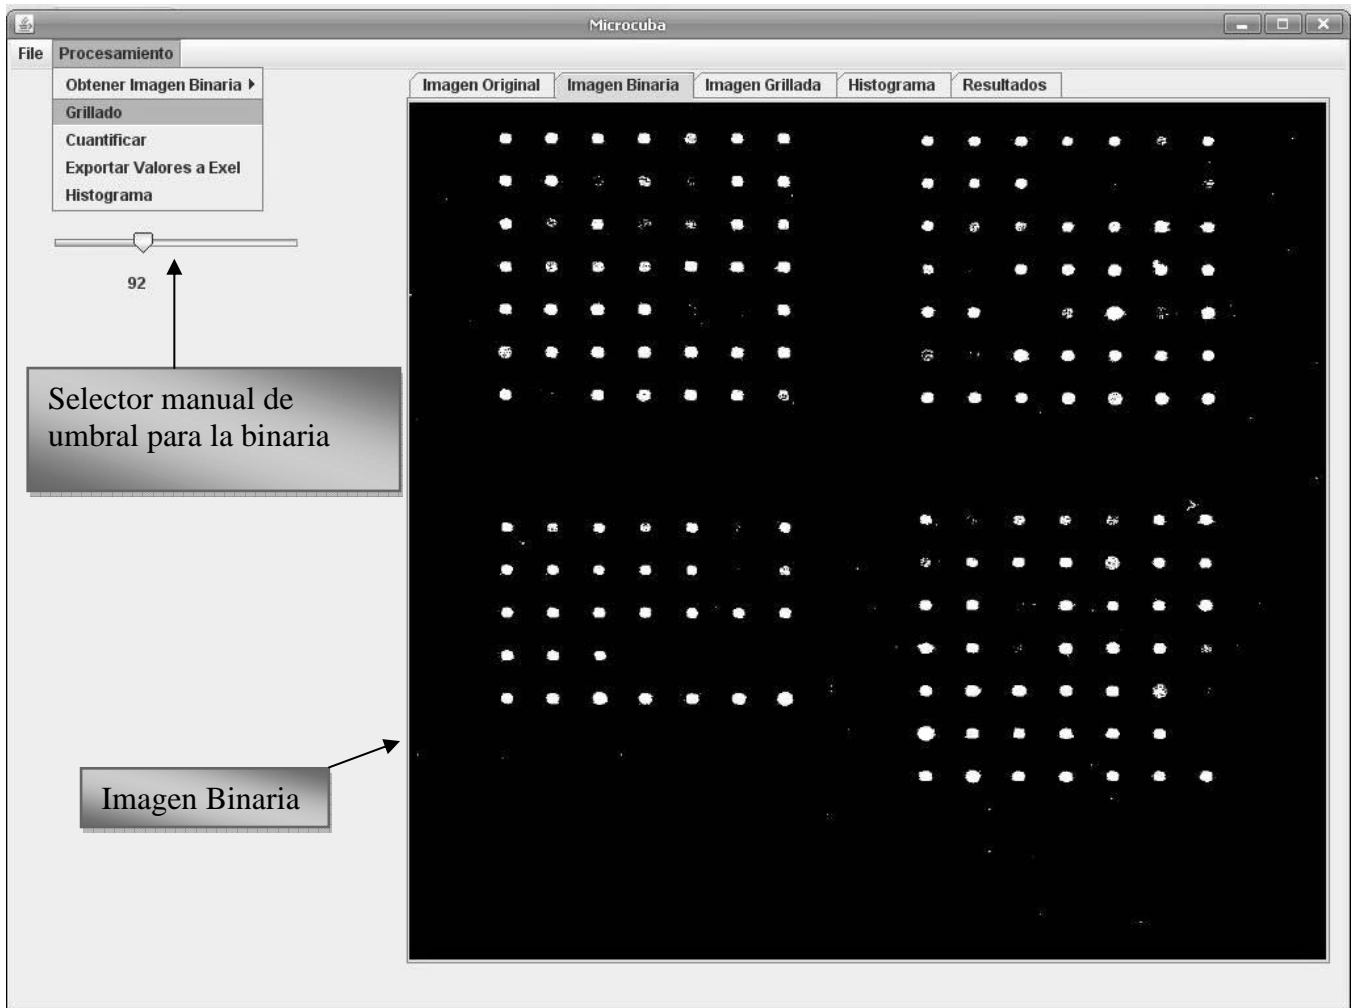 Microcuba
File Procesamiento
Obtener Imagen Binaria
Grillado
Cuantificar
Exportar Valores a Exel
Histograma
92
Selector manual de
umbral para la binaria
Imagen Original Imagen Binaria Imagen Grillada Histograma Resultados
Imagen Binaria